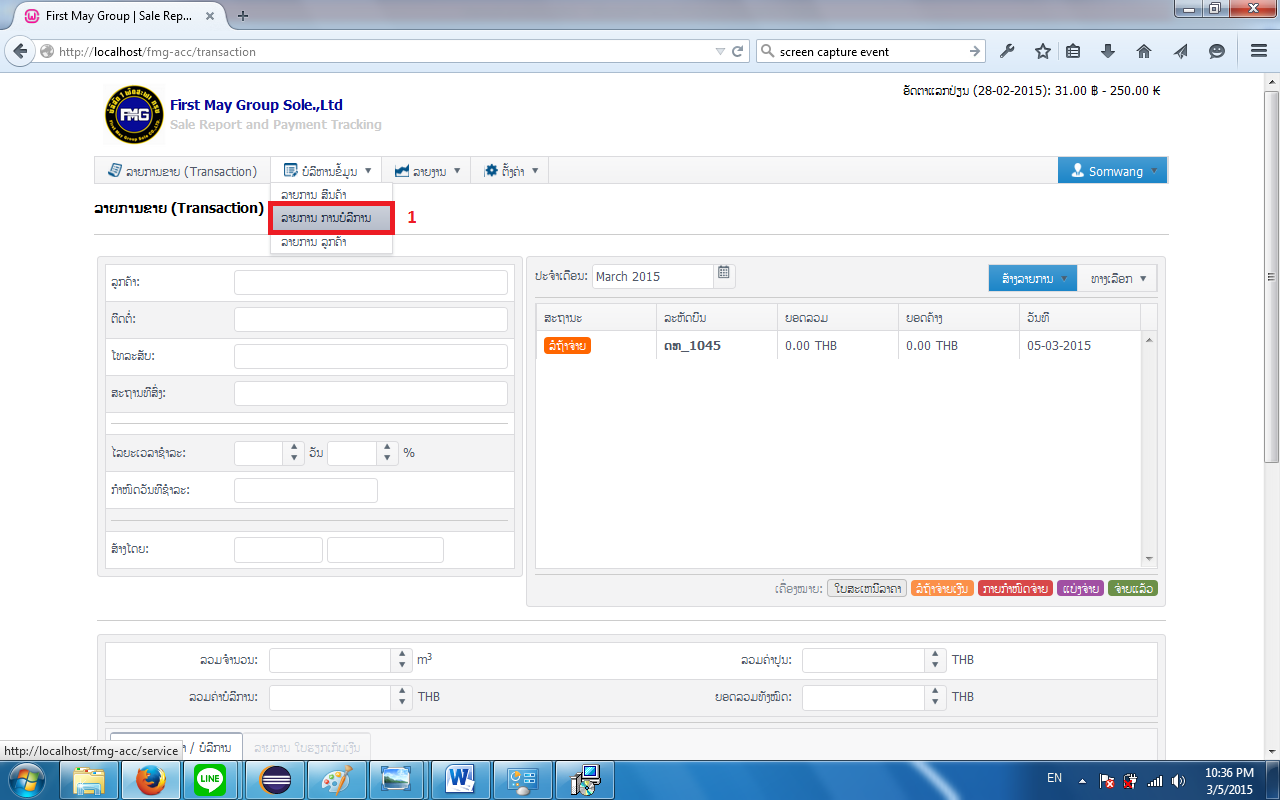 First May Group | Sale Rep...
http://localhost/fmg-acc/transaction
screen capture event
ອັດຕາແລກປ່ຽນ (28-02-2015): 31.00 ฿ - 250.00 ₭
FMG
First May Group Sole.,Ltd
Sale Report and Payment Tracking
ລາຍການຂາຍ (Transaction)
ບໍລິຫານຂໍ້ມູນ
ລາຍງານ
ຕັ້ງຄ່າ
Somwang
ລາຍການ ສິນຄ້າ
ລາຍການ ການບໍລິການ
1
ລາຍການ ລູກຄ້າ
ລາຍການຂາຍ (Transaction)
ລູກຄ້າ:
ຕິດຕໍ່:
ໂທລະສັບ:
ສະຖານທີ່ສົ່ງ:
ໄລຍະເວລາຊຳລະ:
ວັນ
%
ກຳໜົດວັນທີຊຳລະ:
ສ້າງໂດຍ:
ປະຈຳເດືອນ:
March 2015
ສ້າງລາຍການ
ທາງເລືອກ
ສະຖານະ ລະຫັດບິນ ຍອດລວມ ຍອດຄ້າງ ວັນທີ
ລໍຖ້າຈ່າຍ ດຫ_1045 0.00 THB 0.00 THB 05-03-2015
ເຄື່ອງໝາຍ: ໃບສະເຫນີລາຄາ ລໍຖ້າຈ່າຍເງິນ ກາຍກຳໜົດຈ່າຍ ແບ່ງຈ່າຍ ຈ່າຍແລ້ວ
ລວມຈຳນວນ: m³
ລວມຄ່າປູນ: THB
ລວມຄ່າບໍລິການ: THB
ຍອດລວມທັງໝົດ: THB
/ ບໍລິການ
ລາຍການ ໃບຮຽກເກັບເງິນ
http://localhost/fmg-acc/service
LINE
EN
10:36 PM
3/5/2015